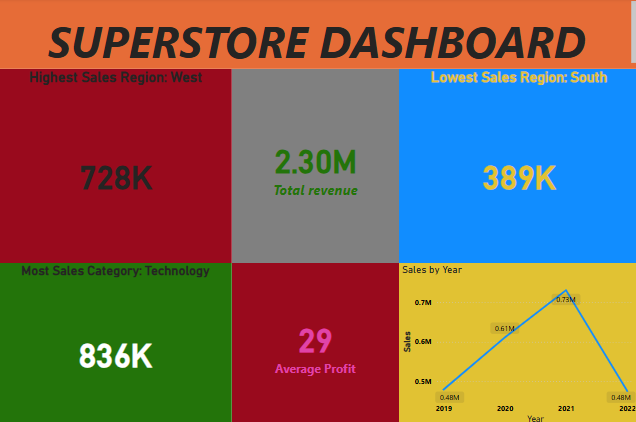 SUPERSTORE DASHBOARD
Highest Sales Region: West
728K
2.30M
Total revenue
Lowest Sales Region: South
389K
Most Sales Category: Technology
836K
29
Average Profit
Sales by Year
Sales
0.7M
0.6M
0.5M
0.48M
0.61M
0.73M
0.48M
2019 2020 2021 2022
Year